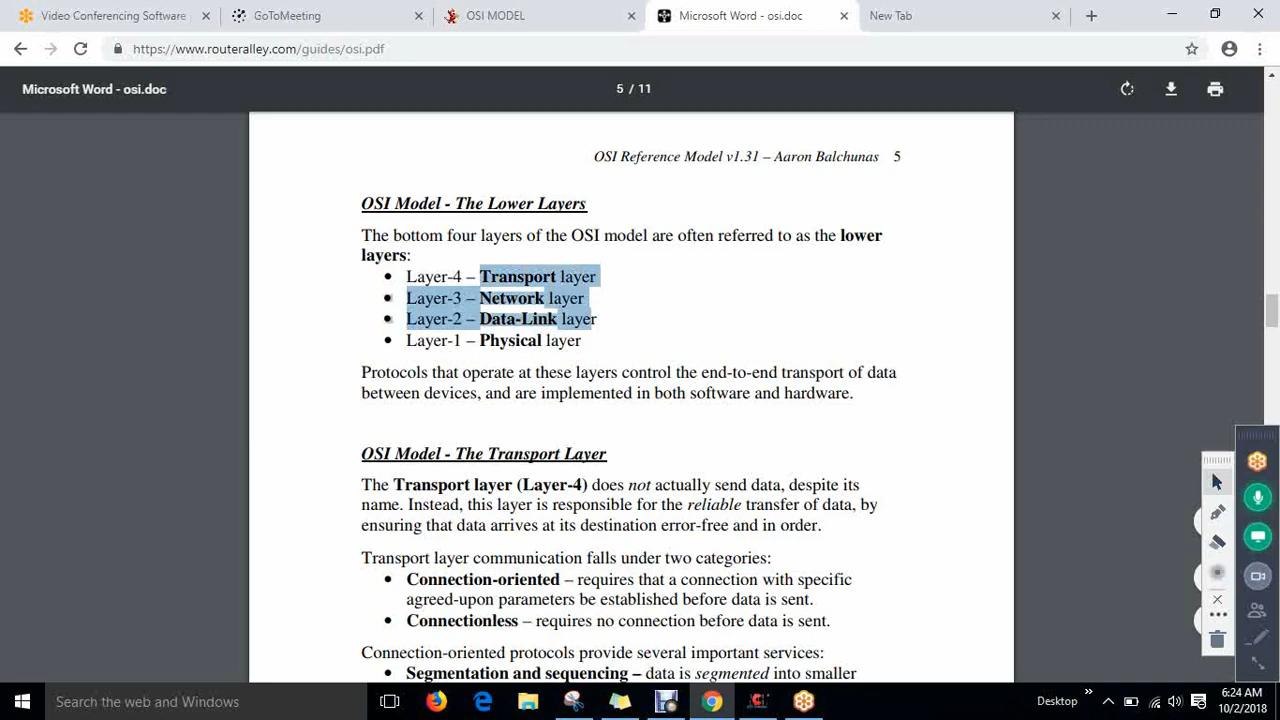 Video Conferencing Software
GoToMeeting
OSI MODEL
Microsoft Word - osi.doc
New Tab
https://www.routeralley.com/guides/osi.pdf
Microsoft Word - osi.doc
5 / 11
OSI Reference Model v1.31 – Aaron Balchunas 5
OSI Model - The Lower Layers
The bottom four layers of the OSI model are often referred to as the lower
layers:
• Layer-4 – Transport layer
• Layer-3 – Network layer
• Layer-2 – Data-Link layer
• Layer-1 – Physical layer
Protocols that operate at these layers control the end-to-end transport of data
between devices, and are implemented in both software and hardware.
OSI Model - The Transport Layer
The Transport layer (Layer-4) does not actually send data, despite its
name. Instead, this layer is responsible for the reliable transfer of data, by
ensuring that data arrives at its destination error-free and in order.
Transport layer communication falls under two categories:
• Connection-oriented – requires that a connection with specific
agreed-upon parameters be established before data is sent.
• Connectionless – requires no connection before data is sent.
Connection-oriented protocols provide several important services:
• Segmentation and sequencing – data is segmented into smaller
Search the web and Windows
Desktop
6:24 AM
10/2/2018